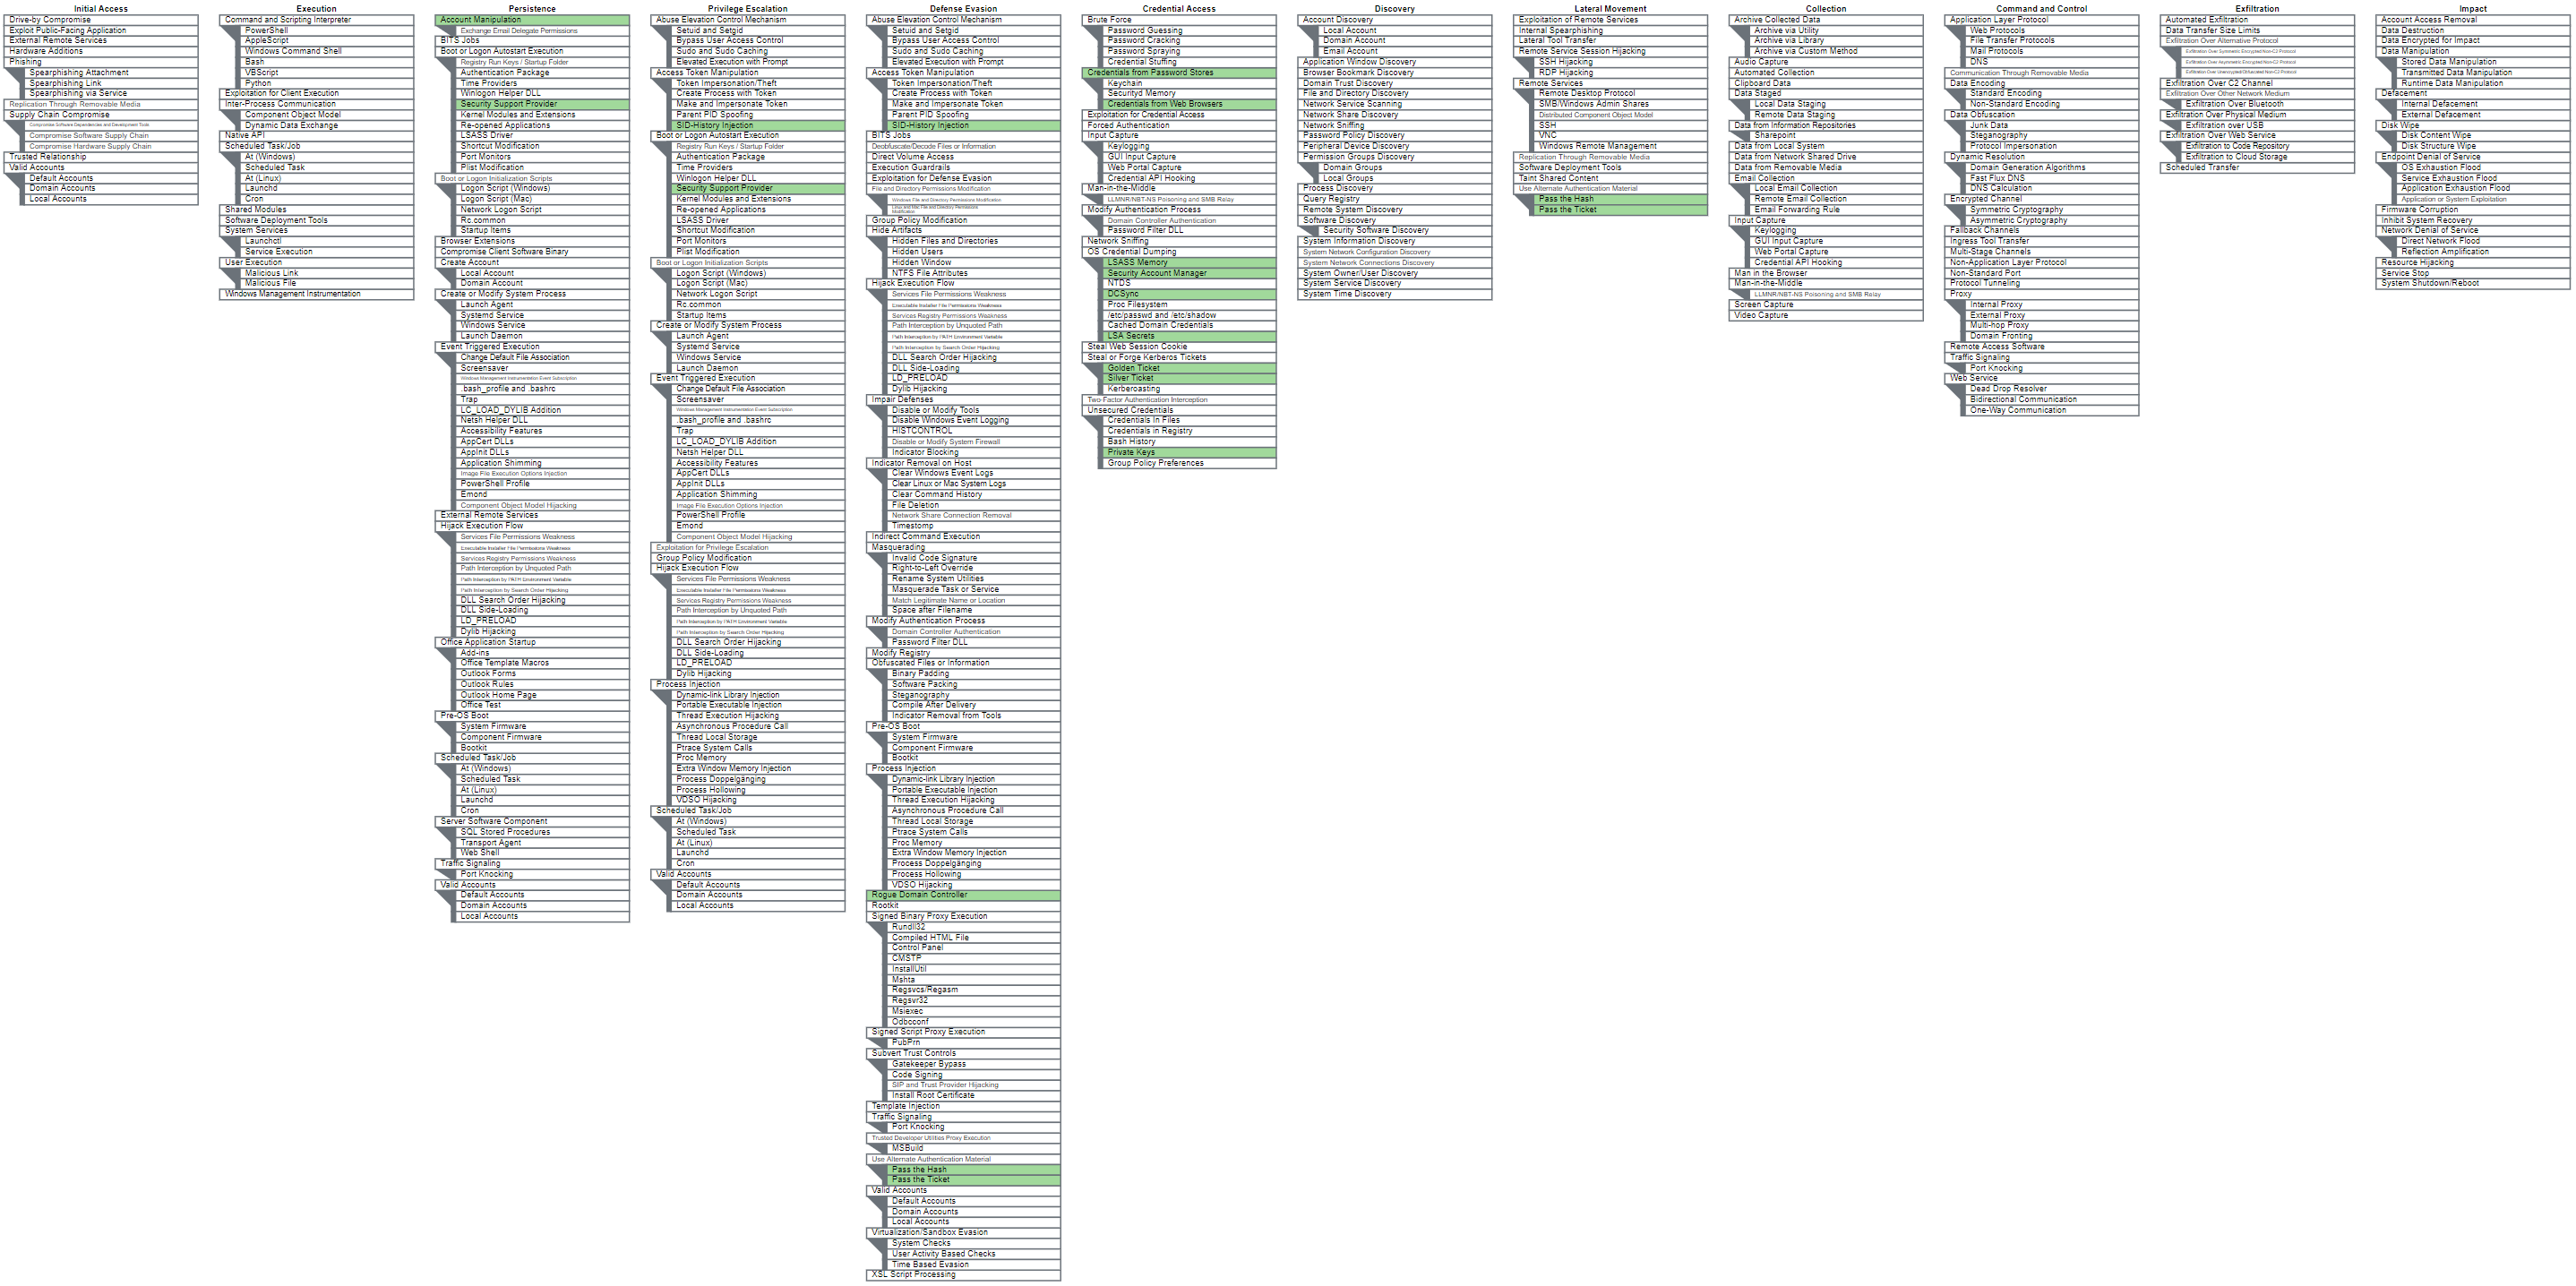 Initial Access
Drive-by Compromise
Exploit Public-Facing Application
External Remote Services
Hardware Additions
Phishing
Spearphishing Attachment
Spearphishing Link
Spearphishing via Service
Replication Through Removable Media
Supply Chain Compromise
Compromise Software Dependencies and Development Tools
Compromise Software Supply Chain
Compromise Hardware Supply Chain
Trusted Relationship
Valid Accounts
Default Accounts
Domain Accounts
Local Accounts
Execution
Command and Scripting Interpreter
PowerShell
AppleScript
Windows Command Shell
Bash
VBScript
Python
Exploitation for Client Execution
Inter-Process Communication
Component Object Model
Dynamic Data Exchange
Native API
Scheduled Task/Job
At (Windows)
Scheduled Task
At (Linux)
Launchd
Cron
Shared Modules
Software Deployment Tools
System Services
Launchctl
Service Execution
User Execution
Malicious Link
Malicious File
Windows Management Instrumentation
Persistence
Account Manipulation
Exchange Email Delegate Permissions
BITS Jobs
Boot or Logon Autostart Execution
Registry Run Keys / Startup Folder
Authentication Package
Time Providers
Winlogon Helper DLL
Security Support Provider
Kernel Modules and Extensions
Re-opened Applications
LSASS Driver
Shortcut Modification
Port Monitors
Plist Modification
Boot or Logon Initialization Scripts
Logon Script (Windows)
Logon Script (Mac)
Network Logon Script
Rc.common
Startup Items
Browser Extensions
Compromise Client Software Binary
Create Account
Local Account
Domain Account
Create or Modify System Process
Launch Agent
Systemd Service
Windows Service
Launch Daemon
Event Triggered Execution
Change Default File Association
Screensaver
Windows Management Instrumentation Event Subscription
.bash_profile and .bashrc
Trap
LC_LOAD_DYLIB Addition
Netsh Helper DLL
Accessibility Features
AppCert DLLs
AppInit DLLs
Application Shimming
Image File Execution Options Injection
PowerShell Profile
Emond
Component Object Model Hijacking
External Remote Services
Hijack Execution Flow
Services File Permissions Weakness
Executable Installer File Permissions Weakness
Services Registry Permissions Weakness
Path Interception by Unquoted Path
Path Interception by PATH Environment Variable
Path Interception by Search Order Hijacking
DLL Search Order Hijacking
DLL Side-Loading
LD_PRELOAD
Dylib Hijacking
Office Application Startup
Add-ins
Office Template Macros
Outlook Forms
Outlook Rules
Outlook Home Page
Office Test
Pre-OS Boot
System Firmware
Component Firmware
Bootkit
Scheduled Task/Job
At (Windows)
Scheduled Task
At (Linux)
Launchd
Cron
Server Software Component
SQL Stored Procedures
Transport Agent
Web Shell
Traffic Signaling
Port Knocking
Valid Accounts
Default Accounts
Domain Accounts
Local Accounts
Privilege Escalation
Abuse Elevation Control Mechanism
Setuid and Setgid
Bypass User Access Control
Sudo and Sudo Caching
Elevated Execution with Prompt
Access Token Manipulation
Token Impersonation/Theft
Create Process with Token
Make and Impersonate Token
Parent PID Spoofing
SID-History Injection
Boot or Logon Autostart Execution
Registry Run Keys / Startup Folder
Authentication Package
Time Providers
Winlogon Helper DLL
Security Support Provider
Kernel Modules and Extensions
Re-opened Applications
LSASS Driver
Shortcut Modification
Port Monitors
Plist Modification
Boot or Logon Initialization Scripts
Logon Script (Windows)
Logon Script (Mac)
Network Logon Script
Rc.common
Startup Items
Create or Modify System Process
Launch Agent
Systemd Service
Windows Service
Launch Daemon
Event Triggered Execution
Change Default File Association
Screensaver
Windows Management Instrumentation Event Subscription
.bash_profile and .bashrc
Trap
LC_LOAD_DYLIB Addition
Netsh Helper DLL
Accessibility Features
AppCert DLLs
AppInit DLLs
Application Shimming
Image File Execution Options Injection
PowerShell Profile
Emond
Component Object Model Hijacking
Exploitation for Privilege Escalation
Group Policy Modification
Hijack Execution Flow
Services File Permissions Weakness
Executable Installer File Permissions Weakness
Services Registry Permissions Weakness
Path Interception by Unquoted Path
Path Interception by PATH Environment Variable
Path Interception by Search Order Hijacking
DLL Search Order Hijacking
DLL Side-Loading
LD_PRELOAD
Dylib Hijacking
Process Injection
Dynamic-link Library Injection
Portable Executable Injection
Thread Execution Hijacking
Asynchronous Procedure Call
Thread Local Storage
Ptrace System Calls
Proc Memory
Extra Window Memory Injection
Process Doppelgänging
Process Hollowing
VDSO Hijacking
Scheduled Task/Job
At (Windows)
Scheduled Task
At (Linux)
Launchd
Cron
Valid Accounts
Default Accounts
Domain Accounts
Local Accounts
Defense Evasion
Abuse Elevation Control Mechanism
Setuid and Setgid
Bypass User Access Control
Sudo and Sudo Caching
Elevated Execution with Prompt
Access Token Manipulation
Token Impersonation/Theft
Create Process with Token
Make and Impersonate Token
Parent PID Spoofing
SID-History Injection
BITS Jobs
Deobfuscate/Decode Files or Information
Direct Volume Access
Execution Guardrails
Exploitation for Defense Evasion
File and Directory Permissions Modification
Windows File and Directory Permissions Modification
Linux and Mac File and Directory Permissions
Modification
Group Policy Modification
Hide Artifacts
Hidden Files and Directories
Hidden Users
Hidden Window
NTFS File Attributes
Hijack Execution Flow
Services File Permissions Weakness
Executable Installer File Permissions Weakness
Services Registry Permissions Weakness
Path Interception by Unquoted Path
Path Interception by PATH Environment Variable
Path Interception by Search Order Hijacking
DLL Search Order Hijacking
DLL Side-Loading
LD_PRELOAD
Dylib Hijacking
Impair Defenses
Disable or Modify Tools
Disable Windows Event Logging
HISTCONTROL
Disable or Modify System Firewall
Indicator Blocking
Indicator Removal on Host
Clear Windows Event Logs
Clear Linux or Mac System Logs
Clear Command History
File Deletion
Network Share Connection Removal
Timestomp
Indirect Command Execution
Masquerading
Invalid Code Signature
Right-to-Left Override
Rename System Utilities
Masquerade Task or Service
Match Legitimate Name or Location
Space after Filename
Modify Authentication Process
Domain Controller Authentication
Password Filter DLL
Modify Registry
Obfuscated Files or Information
Binary Padding
Software Packing
Steganography
Compile After Delivery
Indicator Removal from Tools
Pre-OS Boot
System Firmware
Component Firmware
Bootkit
Process Injection
Dynamic-link Library Injection
Portable Executable Injection
Thread Execution Hijacking
Asynchronous Procedure Call
Thread Local Storage
Ptrace System Calls
Proc Memory
Extra Window Memory Injection
Process Doppelgänging
Process Hollowing
VDSO Hijacking
Rogue Domain Controller
Rootkit
Signed Binary Proxy Execution
Rundll32
Compiled HTML File
Control Panel
CMSTP
InstallUtil
Mshta
Regsvcs/Regasm
Regsvr32
Msiexec
Odbcconf
Signed Script Proxy Execution
PubPrn
Subvert Trust Controls
Gatekeeper Bypass
Code Signing
SIP and Trust Provider Hijacking
Install Root Certificate
Template Injection
Traffic Signaling
Port Knocking
Trusted Developer Utilities Proxy Execution
MSBuild
Use Alternate Authentication Material
Pass the Hash
Pass the Ticket
Valid Accounts
Default Accounts
Domain Accounts
Local Accounts
Virtualization/Sandbox Evasion
System Checks
User Activity Based Checks
Time Based Evasion
XSL Script Processing
Credential Access
Brute Force
Password Guessing
Password Cracking
Password Spraying
Credential Stuffing
Credentials from Password Stores
Keychain
Securityd Memory
Credentials from Web Browsers
Exploitation for Credential Access
Forced Authentication
Input Capture
Keylogging
GUI Input Capture
Web Portal Capture
Credential API Hooking
Man-in-the-Middle
LLMNR/NBT-NS Poisoning and SMB Relay
Modify Authentication Process
Domain Controller Authentication
Password Filter DLL
Network Sniffing
OS Credential Dumping
LSASS Memory
Security Account Manager
NTDS
DCSync
Proc Filesystem
/etc/passwd and /etc/shadow
Cached Domain Credentials
LSA Secrets
Steal Web Session Cookie
Steal or Forge Kerberos Tickets
Golden Ticket
Silver Ticket
Kerberoasting
Two-Factor Authentication Interception
Unsecured Credentials
Credentials In Files
Credentials in Registry
Bash History
Private Keys
Group Policy Preferences
Discovery
Account Discovery
Local Account
Domain Account
Email Account
Application Window Discovery
Browser Bookmark Discovery
Domain Trust Discovery
File and Directory Discovery
Network Service Scanning
Network Share Discovery
Network Sniffing
Password Policy Discovery
Peripheral Device Discovery
Permission Groups Discovery
Domain Groups
Local Groups
Process Discovery
Query Registry
Remote System Discovery
Software Discovery
Security Software Discovery
System Information Discovery
System Network Configuration Discovery
System Network Connections Discovery
System Owner/User Discovery
System Service Discovery
System Time Discovery
Lateral Movement
Exploitation of Remote Services
Internal Spearphishing
Lateral Tool Transfer
Remote Service Session Hijacking
SSH Hijacking
RDP Hijacking
Remote Services
Remote Desktop Protocol
SMB/Windows Admin Shares
Distributed Component Object Model
SSH
VNC
Windows Remote Management
Replication Through Removable Media
Software Deployment Tools
Taint Shared Content
Use Alternate Authentication Material
Pass the Hash
Pass the Ticket
Collection
Archive Collected Data
Archive via Utility
Archive via Library
Archive via Custom Method
Audio Capture
Automated Collection
Clipboard Data
Data Staged
Local Data Staging
Remote Data Staging
Data from Information Repositories
Sharepoint
Data from Local System
Data from Network Shared Drive
Data from Removable Media
Email Collection
Local Email Collection
Remote Email Collection
Email Forwarding Rule
Input Capture
Keylogging
GUI Input Capture
Web Portal Capture
Credential API Hooking
Man in the Browser
Man-in-the-Middle
LLMNR/NBT-NS Poisoning and SMB Relay
Screen Capture
Video Capture
Command and Control
Application Layer Protocol
Web Protocols
File Transfer Protocols
Mail Protocols
DNS
Communication Through Removable Media
Data Encoding
Standard Encoding
Non-Standard Encoding
Data Obfuscation
Junk Data
Steganography
Protocol Impersonation
Dynamic Resolution
Domain Generation Algorithms
Fast Flux DNS
DNS Calculation
Encrypted Channel
Symmetric Cryptography
Asymmetric Cryptography
Fallback Channels
Ingress Tool Transfer
Multi-Stage Channels
Non-Application Layer Protocol
Non-Standard Port
Protocol Tunneling
Proxy
Internal Proxy
External Proxy
Multi-hop Proxy
Domain Fronting
Remote Access Software
Traffic Signaling
Port Knocking
Web Service
Dead Drop Resolver
Bidirectional Communication
One-Way Communication
Exfiltration
Automated Exfiltration
Data Transfer Size Limits
Exfiltration Over Alternative Protocol
Exfiltration Over Symmetric Encrypted Non-C2 Protocol
Exfiltration Over Asymmetric Encrypted Non-C2 Protocol
Exfiltration Over Unencrypted/Obfuscated Non-C2 Protocol
Exfiltration Over C2 Channel
Exfiltration Over Other Network Medium
Exfiltration Over Bluetooth
Exfiltration Over Physical Medium
Exfiltration over USB
Exfiltration Over Web Service
Exfiltration to Code Repository
Exfiltration to Cloud Storage
Scheduled Transfer
Impact
Account Access Removal
Data Destruction
Data Encrypted for Impact
Data Manipulation
Stored Data Manipulation
Transmitted Data Manipulation
Runtime Data Manipulation
Defacement
Internal Defacement
External Defacement
Disk Wipe
Disk Content Wipe
Disk Structure Wipe
Endpoint Denial of Service
OS Exhaustion Flood
Service Exhaustion Flood
Application Exhaustion Flood
Application or System Exploitation
Firmware Corruption
Inhibit System Recovery
Network Denial of Service
Direct Network Flood
Reflection Amplification
Resource Hijacking
Service Stop
System Shutdown/Reboot